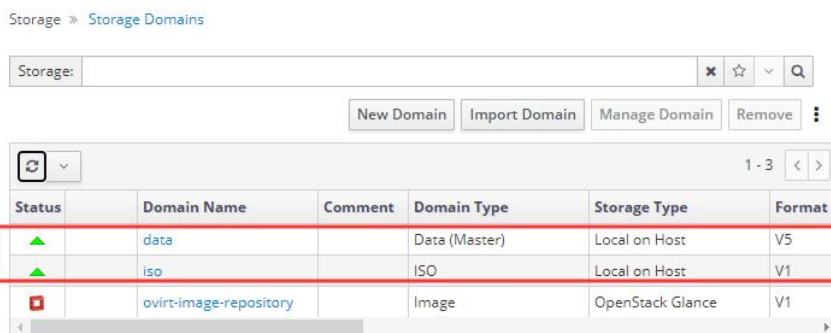 Storage » Storage Domains
Storage:
New Domain Import Domain Manage Domain Remove
1 - 3
Status Domain Name Comment Domain Type Storage Type Format
data Data (Master) Local on Host V5
iso ISO Local on Host V1
ovirt-image-repository Image OpenStack Glance V1